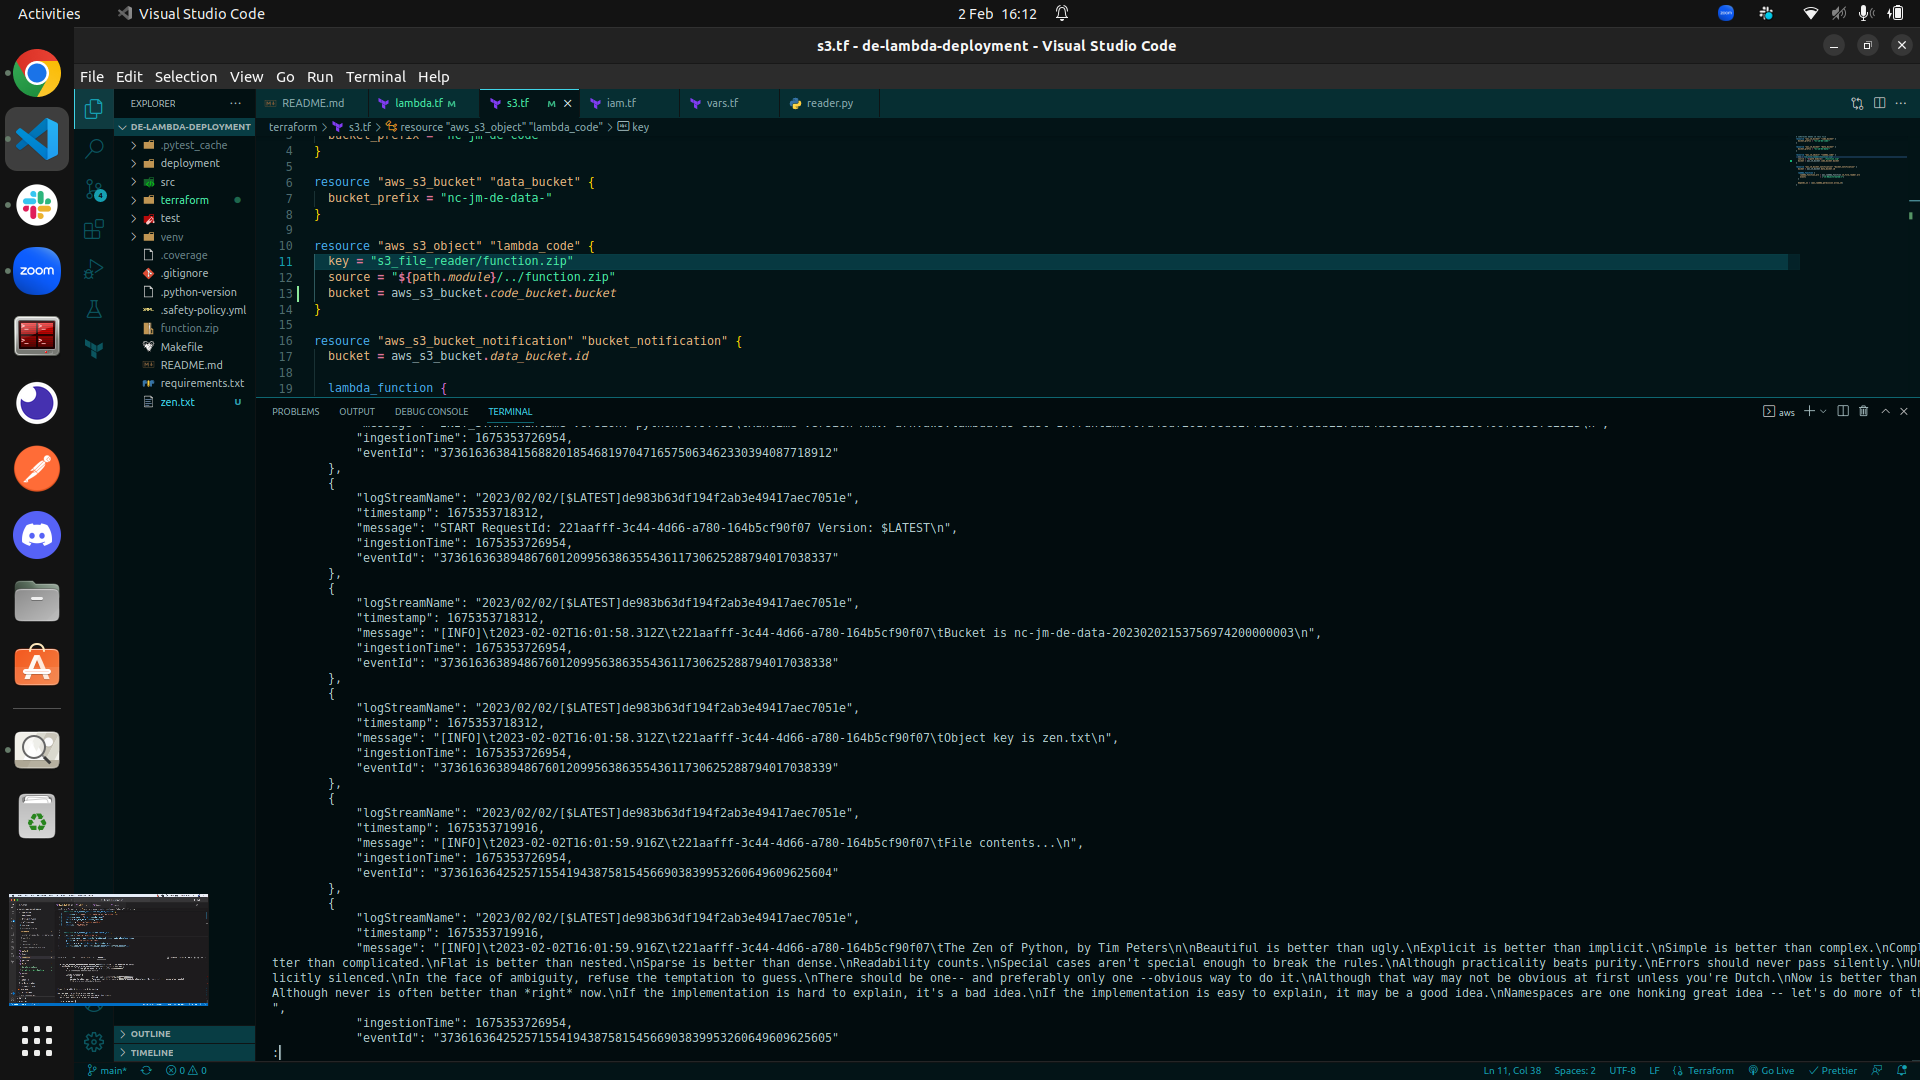 Activities
Visual Studio Code
2 Feb 16:12
s3.tf - de-lambda-deployment - Visual Studio Code
File Edit Selection View Go Run Terminal Help
EXPLORER
README.md
lambda.tf M
s3.tf M
iam.tf
vars.tf
reader.py
DE-LAMBDA-DEPLOYMENT
terraform > s3.tf > resource "aws_s3_object" "lambda_code" > key
.pytest_cache
deployment
src
terraform
test
venv
.coverage
.gitignore
.python-version
.safety-policy.yml
function.zip
Makefile
README.md
requirements.txt
zen.txt U
4 }
5
6 resource "aws_s3_bucket" "data_bucket" {
7 bucket_prefix = "nc-jm-de-data-"
8 }
9
10 resource "aws_s3_object" "lambda_code" {
11 key = "s3_file_reader/function.zip"
12 source = "${path.module}/../function.zip"
13 bucket = aws_s3_bucket.code_bucket.bucket
14 }
15
16 resource "aws_s3_bucket_notification" "bucket_notification" {
17 bucket = aws_s3_bucket.data_bucket.id
18
19 lambda_function {
PROBLEMS OUTPUT DEBUG CONSOLE TERMINAL
aws
"ingestionTime": 1675353726954,
"eventId": "37361636384156882018546819704716575063462330394087718912"
},
{
"logStreamName": "2023/02/02/[$LATEST]de983b63df194f2ab3e49417aec7051e",
"timestamp": 1675353718312,
"message": "START RequestId: 221aafff-3c44-4d66-a780-164b5cf90f07 Version: $LATEST\n",
"ingestionTime": 1675353726954,
"eventId": "37361636389486760120995638635543611730625288794017038337"
},
{
"logStreamName": "2023/02/02/[$LATEST]de983b63df194f2ab3e49417aec7051e",
"timestamp": 1675353718312,
"message": "[INFO]\t2023-02-02T16:01:58.312Z\t221aafff-3c44-4d66-a780-164b5cf90f07\tBucket is nc-jm-de-data-20230202153756974200000003\n",
"ingestionTime": 1675353726954,
"eventId": "37361636389486760120995638635543611730625288794017038338"
},
{
"logStreamName": "2023/02/02/[$LATEST]de983b63df194f2ab3e49417aec7051e",
"timestamp": 1675353718312,
"message": "[INFO]\t2023-02-02T16:01:58.312Z\t221aafff-3c44-4d66-a780-164b5cf90f07\tObject key is zen.txt\n",
"ingestionTime": 1675353726954,
"eventId": "37361636389486760120995638635543611730625288794017038339"
},
{
"logStreamName": "2023/02/02/[$LATEST]de983b63df194f2ab3e49417aec7051e",
"timestamp": 1675353719916,
"message": "[INFO]\t2023-02-02T16:01:59.916Z\t221aafff-3c44-4d66-a780-164b5cf90f07\tFile contents...\n",
"ingestionTime": 1675353726954,
"eventId": "37361636425257155419438758154566903839953260649609625604"
},
{
"logStreamName": "2023/02/02/[$LATEST]de983b63df194f2ab3e49417aec7051e",
"timestamp": 1675353719916,
"message": "[INFO]\t2023-02-02T16:01:59.916Z\t221aafff-3c44-4d66-a780-164b5cf90f07\tThe Zen of Python, by Tim Peters\n\nBeautiful is better than ugly.\nExplicit is better than implicit.\nSimple is better than complex.\nCompl
tter than complicated.\nFlat is better than nested.\nSparse is better than dense.\nReadability counts.\nSpecial cases aren't special enough to break the rules.\nAlthough practicality beats purity.\nErrors should never pass silently.\nUn
licitly silenced.\nIn the face of ambiguity, refuse the temptation to guess.\nThere should be one-- and preferably only one --obvious way to do it.\nAlthough that way may not be obvious at first unless you're Dutch.\nNow is better than
Although never is often better than *right* now.\nIf the implementation is hard to explain, it's a bad idea.\nIf the implementation is easy to explain, it may be a good idea.\nNamespaces are one honking great idea -- let's do more of th
",
"ingestionTime": 1675353726954,
"eventId": "37361636425257155419438758154566903839953260649609625605"
:
OUTLINE
TIMELINE
main* 0 0
Ln 11, Col 38 Spaces: 2 UTF-8 LF Terraform Go Live Prettier
zoom
4